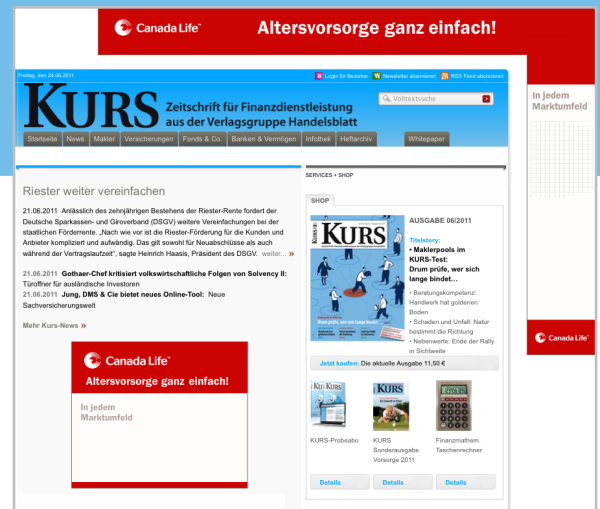 Canada Life™
Altersvorsorge ganz einfach!
Freitag, den 24.06.2011
Login für Bezieher
Newsletter abonnieren
RSS Feed abonnieren
KURS
Zeitschrift für Finanzdienstleistung
aus der Verlagsgruppe Handelsblatt
Volltextsuche
Startseite
News
Makler
Versicherungen
Fonds & Co.
Banken & Vermögen
Infothek
Heftarchiv
Whitepaper
In jedem
Marktumfeld
Canada Life™
Riester weiter vereinfachen
21.06.2011 Anlässlich des zehnjährigen Bestehens der Riester-Rente fordert der
Deutsche Sparkassen- und Giroverband (DSGV) weitere Vereinfachungen bei der
staatlichen Förderrente. „Nach wie vor ist die Riester-Förderung für die Kunden und
Anbieter kompliziert und aufwändig. Das gilt sowohl für Neuabschlüsse als auch
während der Vertragslaufzeit“, sagte Heinrich Haasis, Präsident des DSGV. weiter... »
21.06.2011 Gothaer-Chef kritisiert volkswirtschaftliche Folgen von Solvency II:
Türoffner für ausländische Investoren
21.06.2011 Jung, DMS & Cie bietet neues Online-Tool: Neue
Sachversicherungswelt
Mehr Kurs-News »
Canada Life™
Altersvorsorge ganz einfach!
In jedem
Marktumfeld
SERVICES + SHOP
SHOP
KURS
AUSGABE 06/2011
Titelstory:
• Maklerpools im
KURS-Test:
Drum prüfe, wer sich
lange bindet…
• Beratungskompetenz:
Handwerk hat goldenen
Boden
• Schaden und Unfall: Natur
bestimmt die Richtung
• Nebenwerte: Ende der Rally
in Sichtweite
Jetzt kaufen: Die aktuelle Ausgabe 11,50 €
KURS
KURS
KURS-Probeabo
KURS
Sonderausgabe
Vorsorge 2011
Finanzmathem.
Taschenrechner
Details
Details
Details